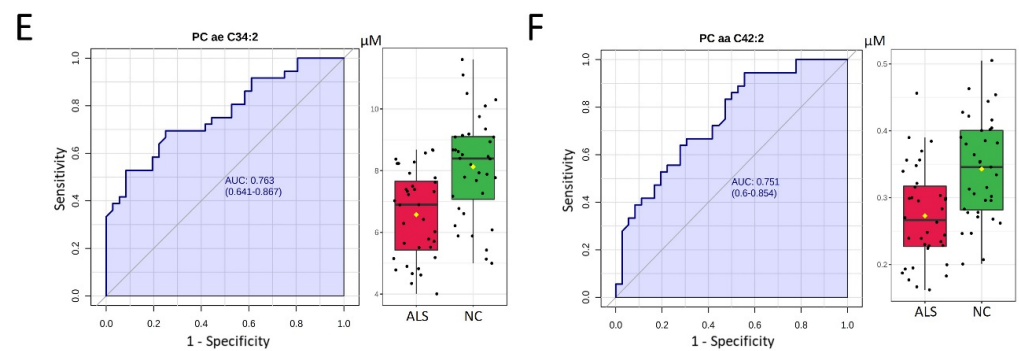 E
PC ae C34:2
Sensitivity
1.0
0.8
0.6
0.4
0.2
0.0
AUC: 0.763
(0.641-0.867)
0.0 0.2 0.4 0.6 0.8 1.0
1 - Specificity
µM
10
8
6
4
ALS NC
F
PC aa C42:2
Sensitivity
1.0
0.8
0.6
0.4
0.2
0.0
AUC: 0.751
(0.6-0.854)
0.0 0.2 0.4 0.6 0.8 1.0
1 - Specificity
µM
0.5
0.4
0.3
0.2
ALS NC